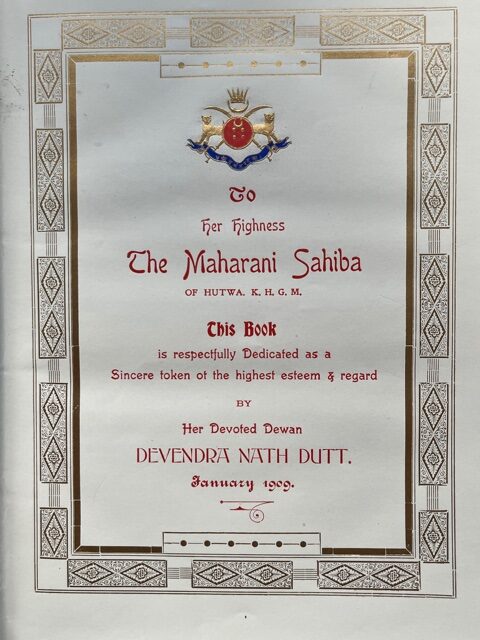 To
Her Highness
The Maharani Sahiba
OF HUTWA. K. H. G. M.
This Book
is respectfully Dedicated as a
Sincere token of the highest esteem & regard
BY
Her Devoted Dewan
DEVENDRA NATH DUTT.
January 1909.